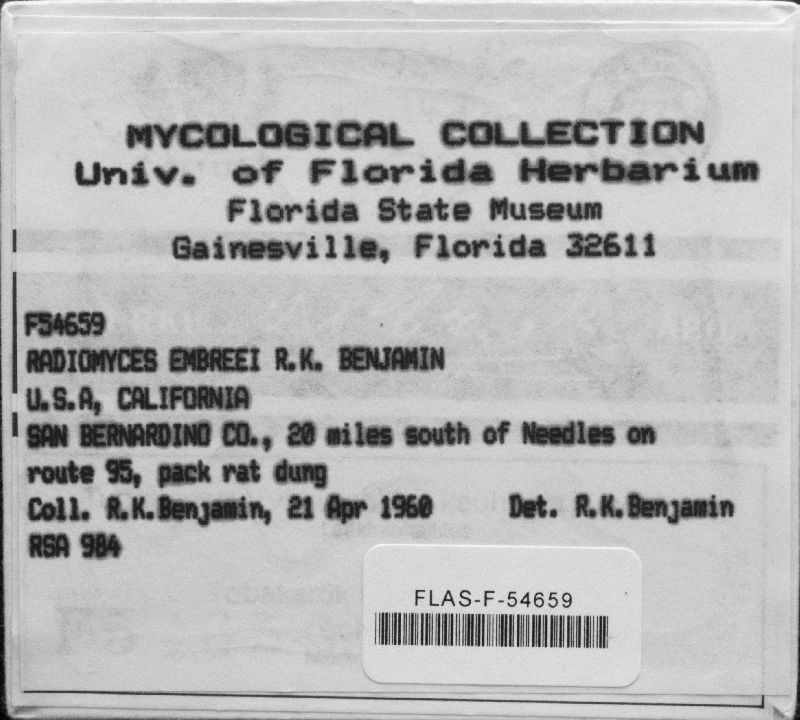 MYCOLOGICAL COLLECTION
Univ. of Florida Herbarium
Florida State Museum
Gainesville, Florida 32611
F54659
RADIOMYCES EMBREEI R.K. BENJAMIN
U.S.A, CALIFORNIA
SAN BERNARDINO CO., 20 miles south of Needles on
route 95, pack rat dung
Coll. R.K.Benjamin, 21 Apr 1960 Det. R.K.Benjamin
RSA 984
FLAS-F-54659